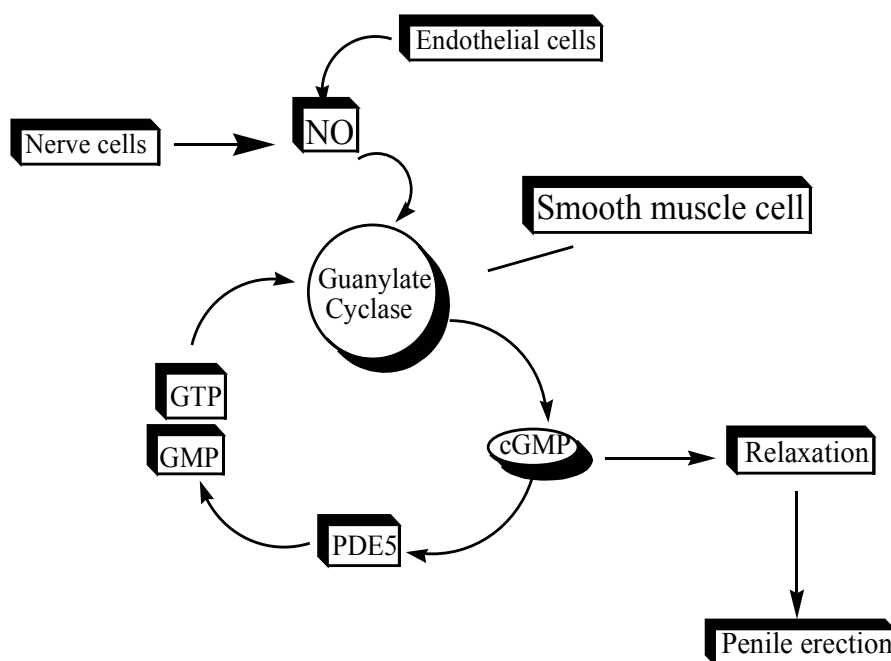 Endothelial cells
Nerve cells
NO
Smooth muscle cell
Guanylate
Cyclase
GTP
GMP
cGMP
Relaxation
PDE5
Penile erection